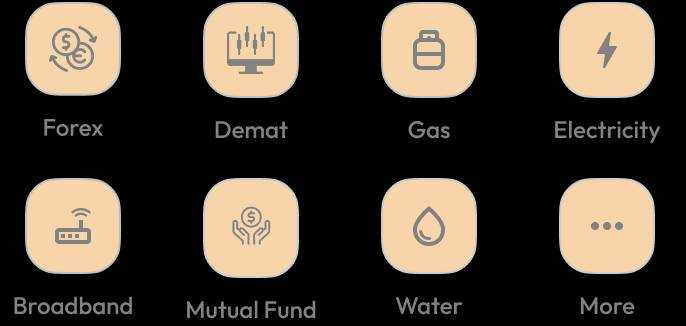 Forex
Demat
Gas
Electricity
Broadband
Mutual Fund
Water
More